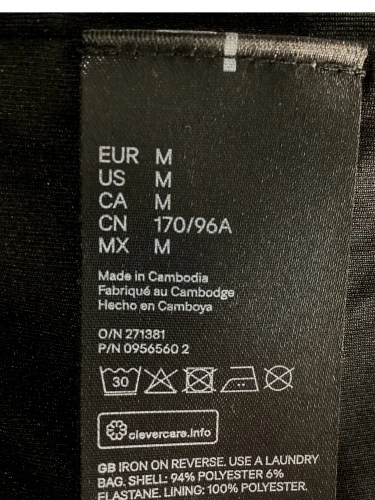 EUR M
US M
CA M
CN 170/96A
MX M
Made in Cambodia
Fabriqué au Cambodge
Hecho en Camboya
O/N 271381
P/N 0956560 2
30
clevercare.info
GB IRON ON REVERSE. USE A LAUNDRY
BAG. SHELL: 94% POLYESTER 6%
ELASTANE. LINING: 100% POLYESTER.